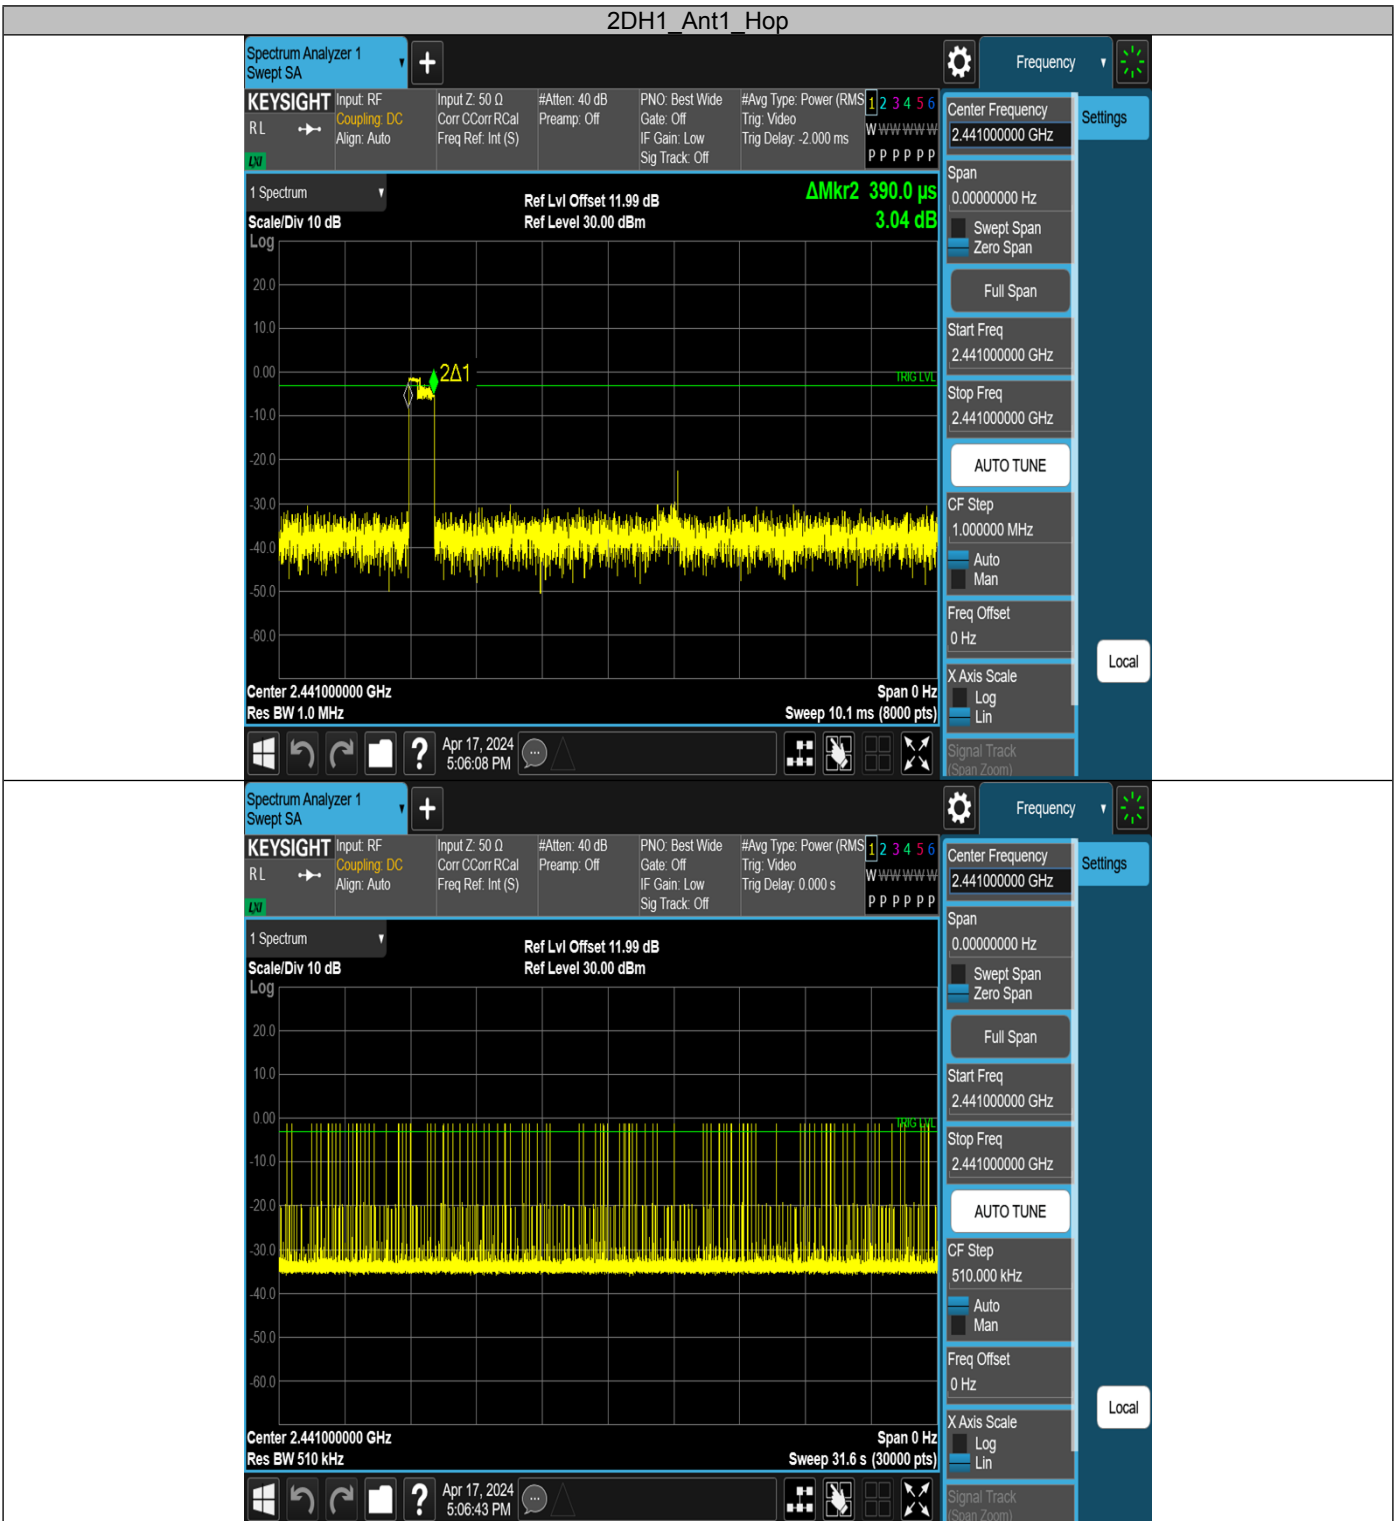 2DH1_Ant1_Hop
Spectrum Analyzer 1
Swept SA
+
Frequency
KEYSIGHT
RL
LXI
Input: RF
Coupling: DC
Align: Auto
Input Z: 50 Ω
Corr CCorr RCal
Freq Ref: Int (S)
#Atten: 40 dB
Preamp: Off
PNO: Best Wide
Gate: Off
IF Gain: Low
Sig Track: Off
#Avg Type: Power (RMS
Trig: Video
Trig Delay: -2.000 ms
1 2 3 4 5 6
W W W W W W
P P P P P P
1 Spectrum
Scale/Div 10 dB
Log
Ref Lvl Offset 11.99 dB
Ref Level 30.00 dBm
ΔMkr2 390.0 µs
3.04 dB
20.0
10.0
0.00
-10.0
-20.0
-30.0
-40.0
-50.0
-60.0
2Δ1
TRIG LVL
Center 2.441000000 GHz
Res BW 1.0 MHz
Span 0 Hz
Sweep 10.1 ms (8000 pts)
Center Frequency
2.441000000 GHz
Settings
Span
0.00000000 Hz
Swept Span
Zero Span
Full Span
Start Freq
2.441000000 GHz
Stop Freq
2.441000000 GHz
AUTO TUNE
CF Step
1.000000 MHz
Auto
Man
Freq Offset
0 Hz
Local
X Axis Scale
Log
Lin
Signal Track
(Span Zoom)
?
Apr 17, 2024
5:06:08 PM
Spectrum Analyzer 1
Swept SA
+
Frequency
KEYSIGHT
RL
LXI
Input: RF
Coupling: DC
Align: Auto
Input Z: 50 Ω
Corr CCorr RCal
Freq Ref: Int (S)
#Atten: 40 dB
Preamp: Off
PNO: Best Wide
Gate: Off
IF Gain: Low
Sig Track: Off
#Avg Type: Power (RMS
Trig: Video
Trig Delay: 0.000 s
1 2 3 4 5 6
W W W W W W
P P P P P P
1 Spectrum
Scale/Div 10 dB
Log
Ref Lvl Offset 11.99 dB
Ref Level 30.00 dBm
20.0
10.0
0.00
-10.0
-20.0
-30.0
-40.0
-50.0
-60.0
TRIG LVL
Center 2.441000000 GHz
Res BW 510 kHz
Span 0 Hz
Sweep 31.6 s (30000 pts)
Center Frequency
2.441000000 GHz
Settings
Span
0.00000000 Hz
Swept Span
Zero Span
Full Span
Start Freq
2.441000000 GHz
Stop Freq
2.441000000 GHz
AUTO TUNE
CF Step
510.000 kHz
Auto
Man
Freq Offset
0 Hz
Local
X Axis Scale
Log
Lin
Signal Track
(Span Zoom)
?
Apr 17, 2024
5:06:43 PM